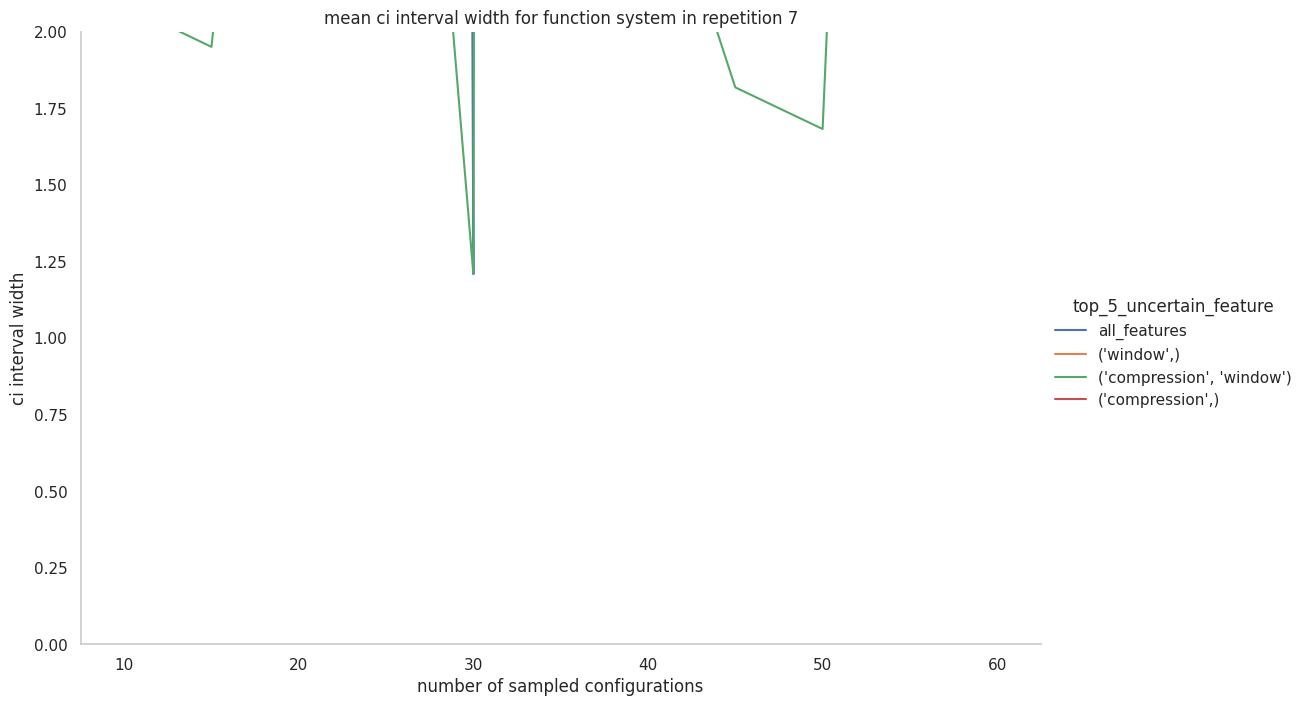 mean ci interval width for function system in repetition 7
2.00
1.75
1.50
1.25
1.00
0.75
0.50
0.25
0.00
ci interval width
10 20 30 40 50 60
number of sampled configurations
top_5_uncertain_feature
all_features
('window',)
('compression', 'window')
('compression',)